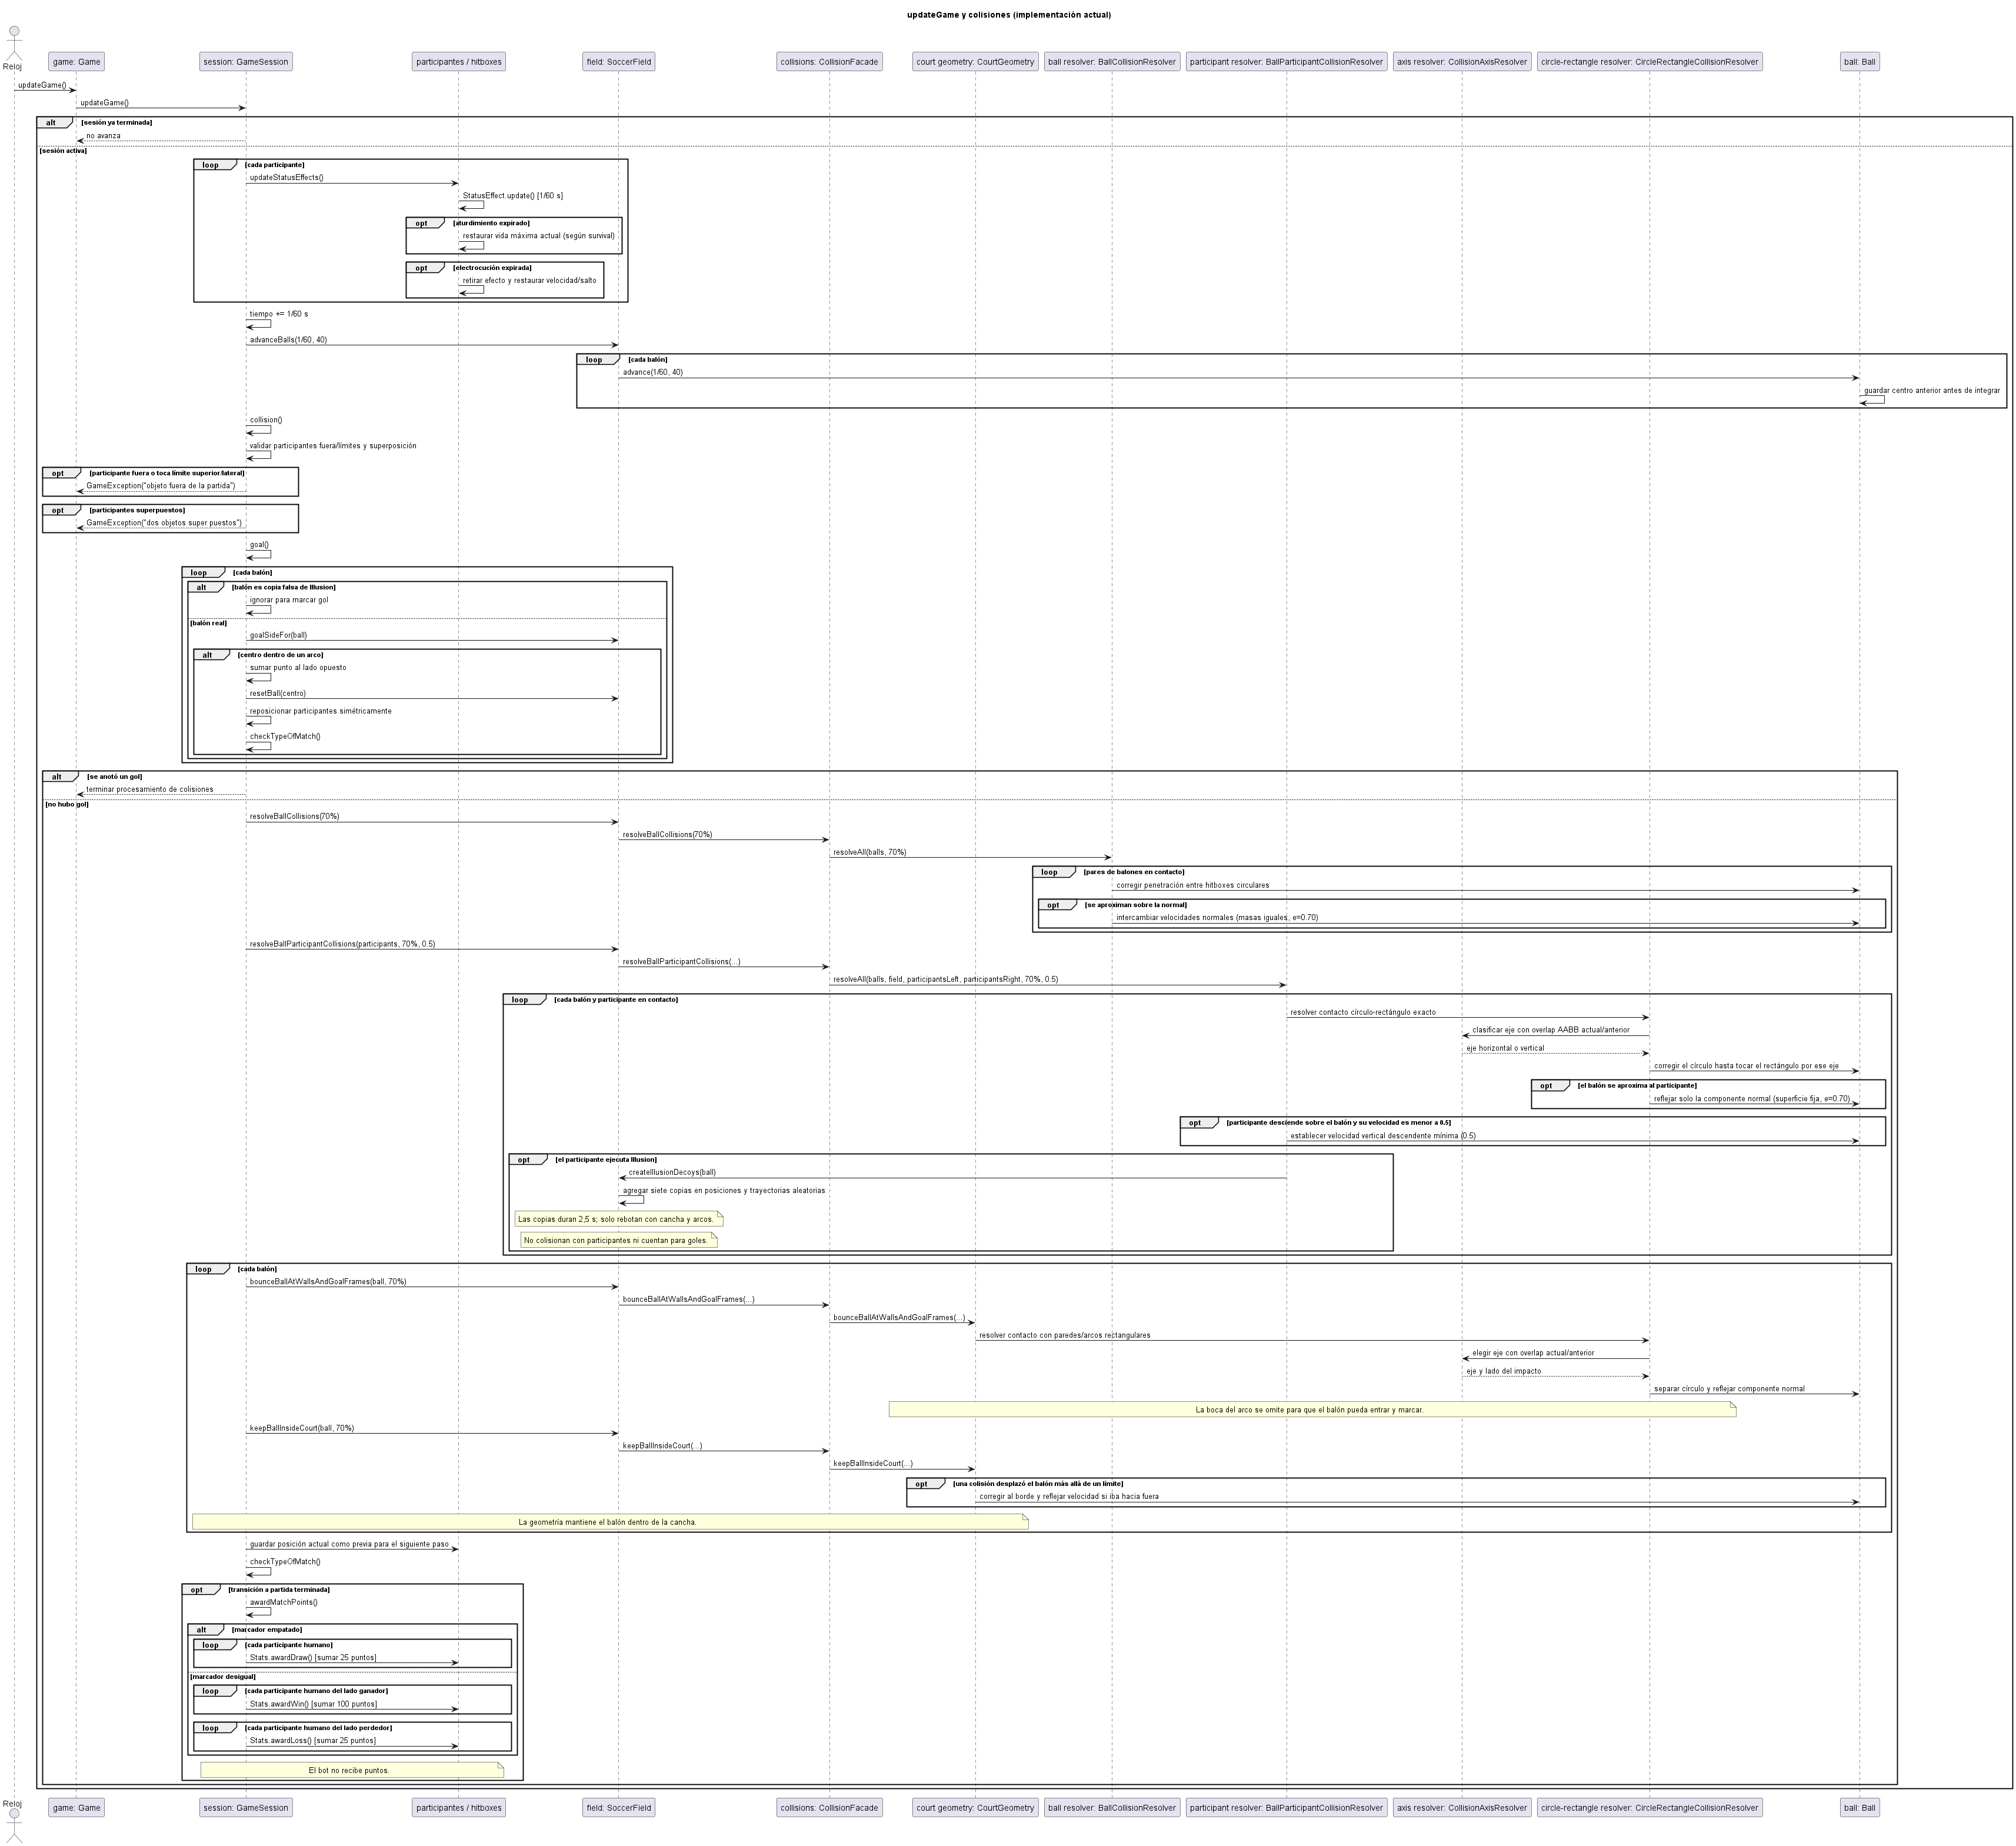 updateGame y colisiones (implementación actual)
Reloj
game: Game
session: GameSession
participantes / hitboxes
field: SoccerField
collisions: CollisionFacade
court geometry: CourtGeometry
ball resolver: BallCollisionResolver
participant resolver: BallParticipantCollisionResolver
axis resolver: CollisionAxisResolver
circle-rectangle resolver: CircleRectangleCollisionResolver
ball: Ball
updateGame()
updateGame()
alt [sesión ya terminada]
no avanza
[sesión activa]
loop [cada participante]
updateStatusEffects()
StatusEffect.update() [1/60 s]
opt [aturdimiento expirado]
restaurar vida máxima actual (según survival)
opt [electrocución expirada]
retirar efecto y restaurar velocidad/salto
tiempo += 1/60 s
advanceBalls(1/60, 40)
loop [cada balón]
advance(1/60, 40)
guardar centro anterior antes de integrar
collision()
validar participantes fuera/límites y superposición
opt [participante fuera o toca límite superior/lateral]
GameException("objeto fuera de la partida")
opt [participantes superpuestos]
GameException("dos objetos super puestos")
goal()
loop [cada balón]
alt [balón es copia falsa de Illusion]
ignorar para marcar gol
[balón real]
goalSideFor(ball)
alt [centro dentro de un arco]
sumar punto al lado opuesto
resetBall(centro)
reposicionar participantes simétricamente
checkTypeOfMatch()
alt [se anotó un gol]
terminar procesamiento de colisiones
[no hubo gol]
resolveBallCollisions(70%)
resolveBallCollisions(70%)
resolveAll(balls, 70%)
loop [pares de balones en contacto]
corregir penetración entre hitboxes circulares
opt [se aproximan sobre la normal]
intercambiar velocidades normales (masas iguales, e=0.70)
resolveBallParticipantCollisions(participants, 70%, 0.5)
resolveBallParticipantCollisions(...)
resolveAll(balls, field, participantsLeft, participantsRight, 70%, 0.5)
loop [cada balón y participante en contacto]
resolver contacto círculo-rectángulo exacto
clasificar eje con overlap AABB actual/anterior
eje horizontal o vertical
corregir el círculo hasta tocar el rectángulo por ese eje
opt [el balón se aproxima al participante]
reflejar solo la componente normal (superficie fija, e=0.70)
opt [participante desciende sobre el balón y su velocidad es menor a 0.5]
establecer velocidad vertical descendente mínima (0.5)
opt [el participante ejecuta Illusion]
createIllusionDecoys(ball)
agregar siete copias en posiciones y trayectorias aleatorias
Las copias duran 2,5 s; solo rebotan con cancha y arcos.
No colisionan con participantes ni cuentan para goles.
loop [cada balón]
bounceBallAtWallsAndGoalFrames(ball, 70%)
bounceBallAtWallsAndGoalFrames(...)
bounceBallAtWallsAndGoalFrames(...)
resolver contacto con paredes/arcos rectangulares
elegir eje con overlap actual/anterior
eje y lado del impacto
separar círculo y reflejar componente normal
La boca del arco se omite para que el balón pueda entrar y marcar.
keepBallInsideCourt(ball, 70%)
keepBallInsideCourt(...)
keepBallInsideCourt(...)
opt [una colisión desplazó el balón más allá de un límite]
corregir al borde y reflejar velocidad si iba hacia fuera
La geometría mantiene el balón dentro de la cancha.
guardar posición actual como previa para el siguiente paso
checkTypeOfMatch()
opt [transición a partida terminada]
awardMatchPoints()
alt [marcador empatado]
loop [cada participante humano]
Stats.awardDraw() [sumar 25 puntos]
[marcador desigual]
loop [cada participante humano del lado ganador]
Stats.awardWin() [sumar 100 puntos]
loop [cada participante humano del lado perdedor]
Stats.awardLoss() [sumar 25 puntos]
El bot no recibe puntos.
Reloj
game: Game
session: GameSession
participantes / hitboxes
field: SoccerField
collisions: CollisionFacade
court geometry: CourtGeometry
ball resolver: BallCollisionResolver
participant resolver: BallParticipantCollisionResolver
axis resolver: CollisionAxisResolver
circle-rectangle resolver: CircleRectangleCollisionResolver
ball: Ball